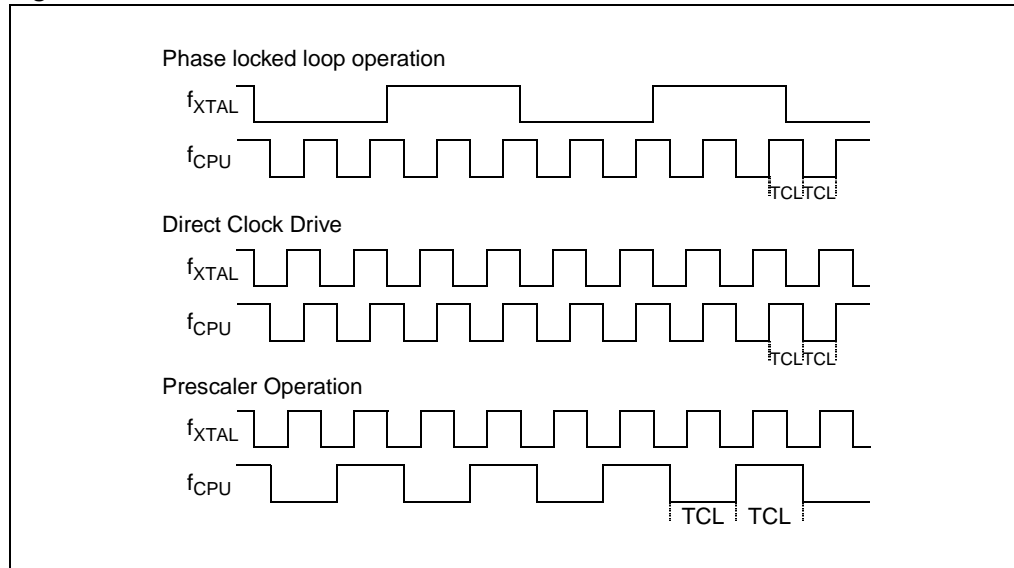 Phase locked loop operation
fXTAL
fCPU
TCL TCL
Direct Clock Drive
fXTAL
fCPU
TCL TCL
Prescaler Operation
fXTAL
fCPU
TCL TCL